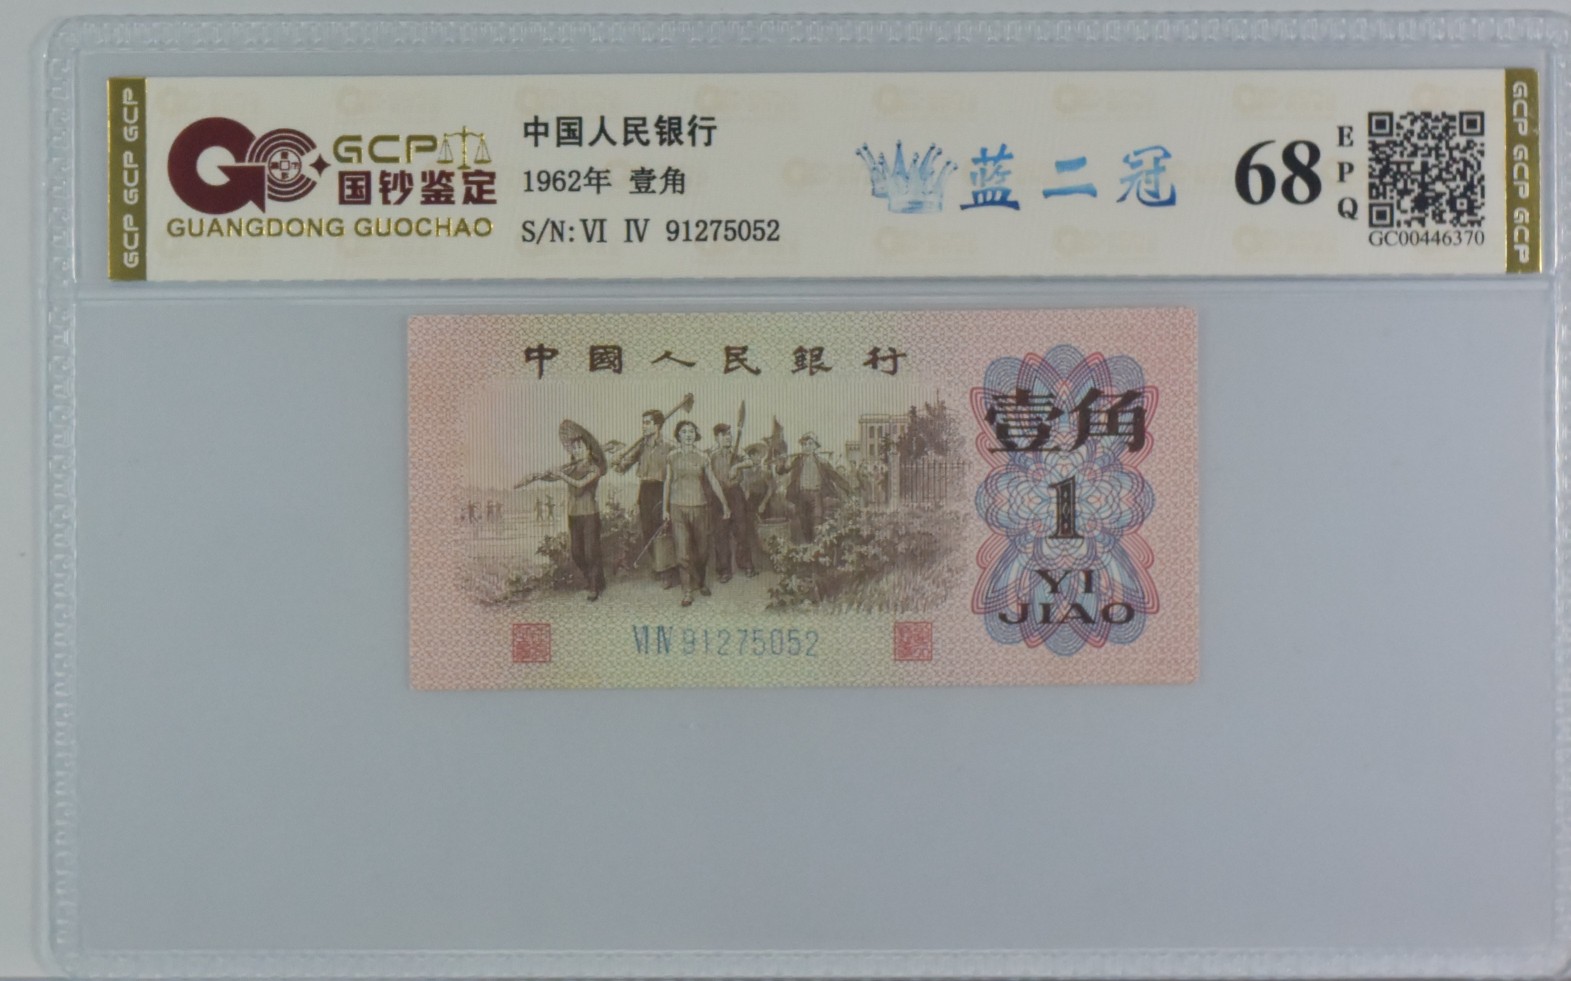 GCP GCP GCP
GCP
国钞鉴定
GUANGDONG GUOCHAO
中国人民银行
1962年 壹角
S/N: VI IV 91275052
蓝二冠
68
EPQ
GC00446370
GCP GCP GCP
中國人民銀行
壹角
1
YI
JIAO
VI IV 91275052